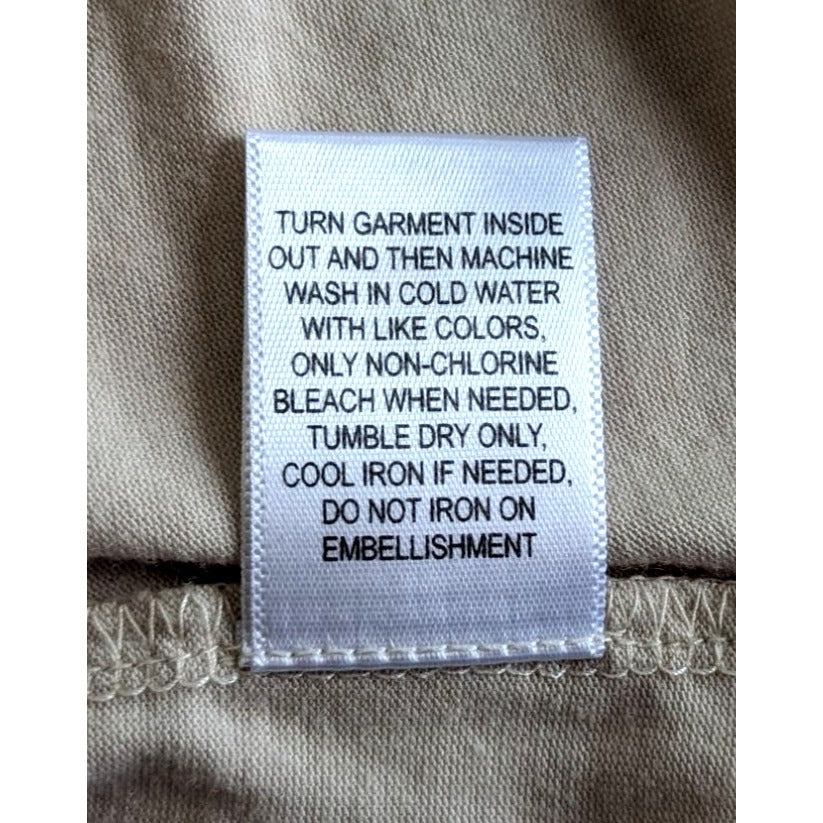 TURN GARMENT INSIDE
OUT AND THEN MACHINE
WASH IN COLD WATER
WITH LIKE COLORS,
ONLY NON-CHLORINE
BLEACH WHEN NEEDED,
TUMBLE DRY ONLY,
COOL IRON IF NEEDED,
DO NOT IRON ON
EMBELLISHMENT